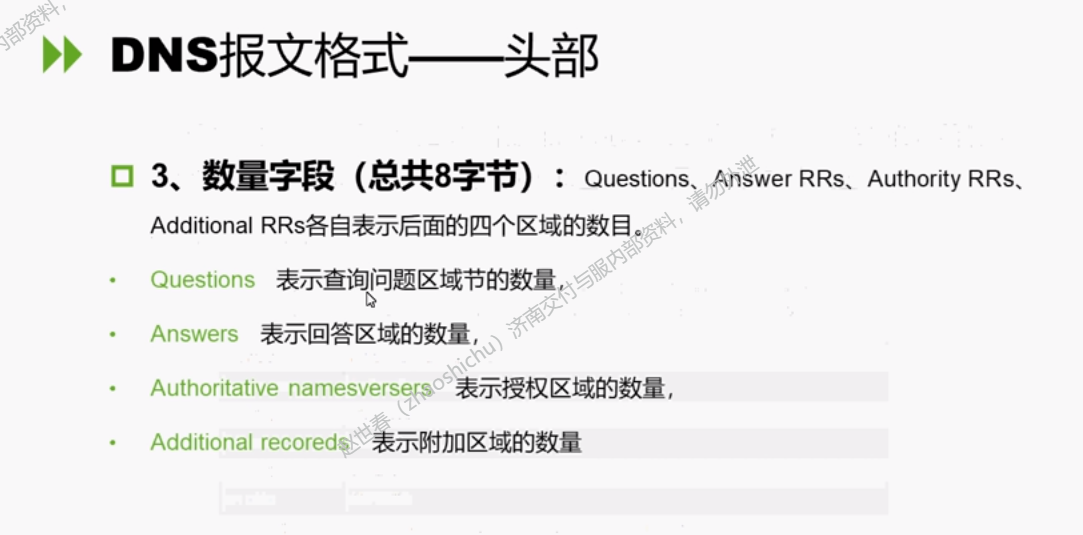 内部资料,
DNS报文格式——头部
3、数量字段（总共8字节）：Questions、Answer RRs、Authority RRs、
Additional RRs各自表示后面的四个区域的数目。
• Questions 表示查询问题区域节的数量,
• Answers 表示回答区域的数量,
• Authoritative namesversers 表示授权区域的数量,
• Additional recoreds 表示附加区域的数量
赵世春（zhaoshichu）济南交付与服内部资料，请勿外泄